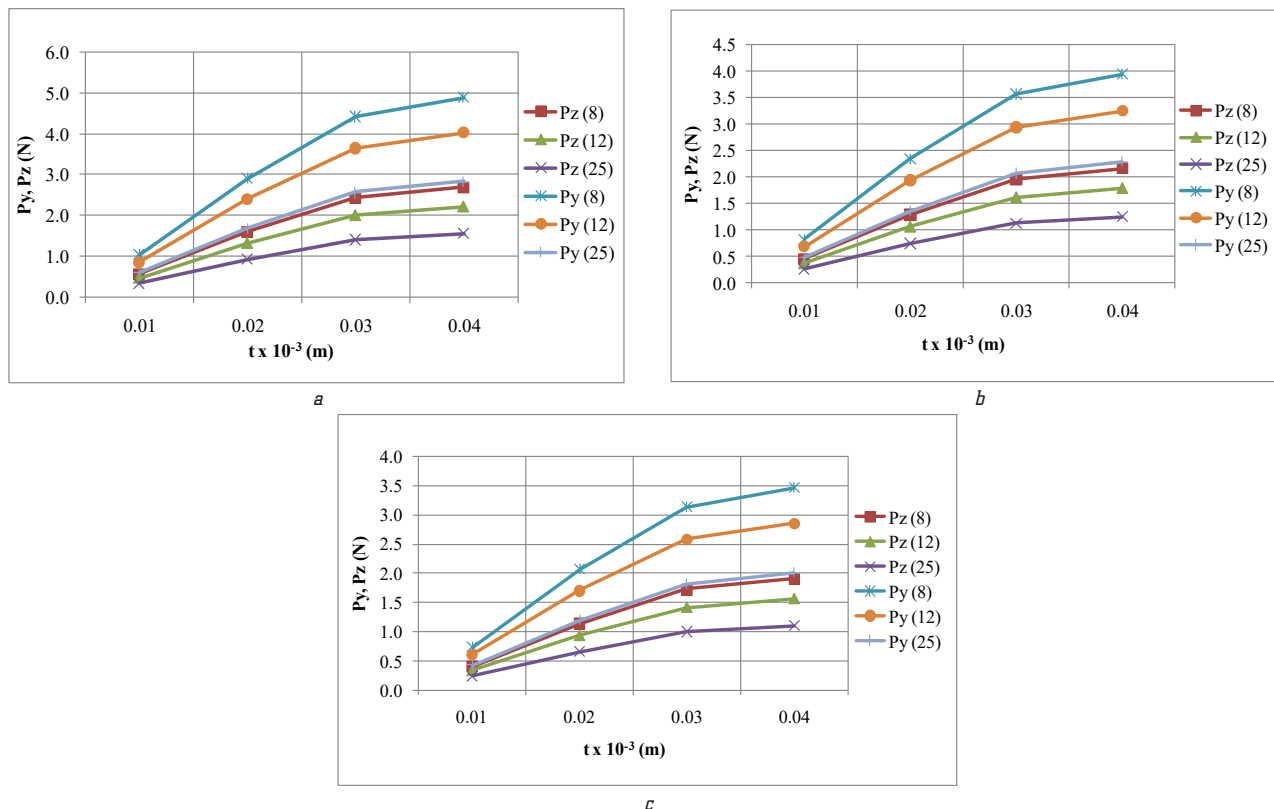 6.0
5.0
4.0
3.0
2.0
1.0
0.0
Py, Pz (N)
0.01 0.02 0.03 0.04
t x 10⁻³ (m)
Pz (8)
Pz (12)
Pz (25)
Py (8)
Py (12)
Py (25)
a
4.5
4.0
3.5
3.0
2.5
2.0
1.5
1.0
0.5
0.0
Py, Pz (N)
0.01 0.02 0.03 0.04
t x 10⁻³ (m)
Pz (8)
Pz (12)
Pz (25)
Py (8)
Py (12)
Py (25)
b
4.0
3.5
3.0
2.5
2.0
1.5
1.0
0.5
0.0
Py, Pz (N)
0.01 0.02 0.03 0.04
t x 10⁻³ (m)
Pz (8)
Pz (12)
Pz (25)
Py (8)
Py (12)
Py (25)
c